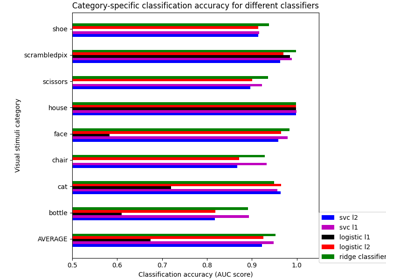 Category-specific classification accuracy for different classifiers
Visual stimuli category
shoe
scrambledpix
scissors
house
face
chair
cat
bottle
AVERAGE
0.5 0.6 0.7 0.8 0.9 1.0
Classification accuracy (AUC score)
svc l2
svc l1
logistic l1
logistic l2
ridge classifier